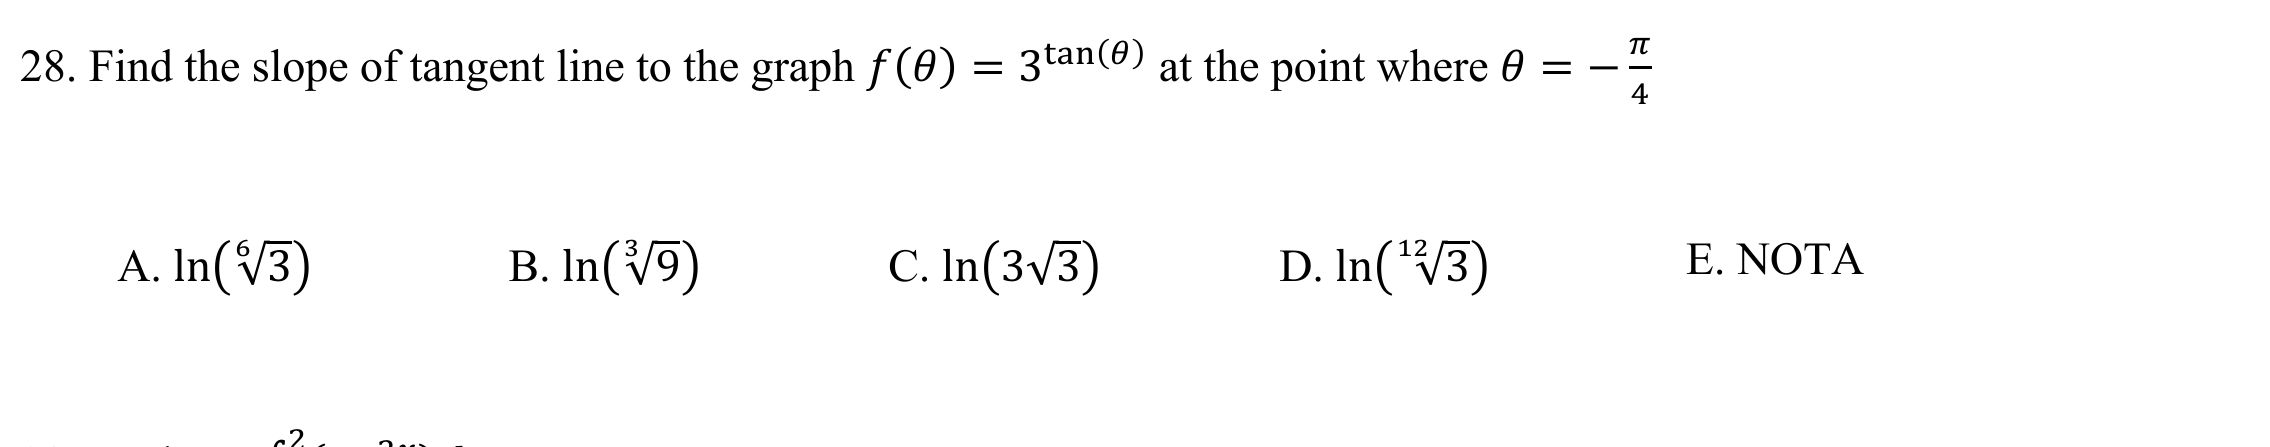 28. Find the slope of tangent line to the graph f(θ) = 3^tan(θ) at the point where θ = −π/4
A. ln(⁶√3) B. ln(³√9) C. ln(3√3) D. ln(¹²√3) E. NOTA